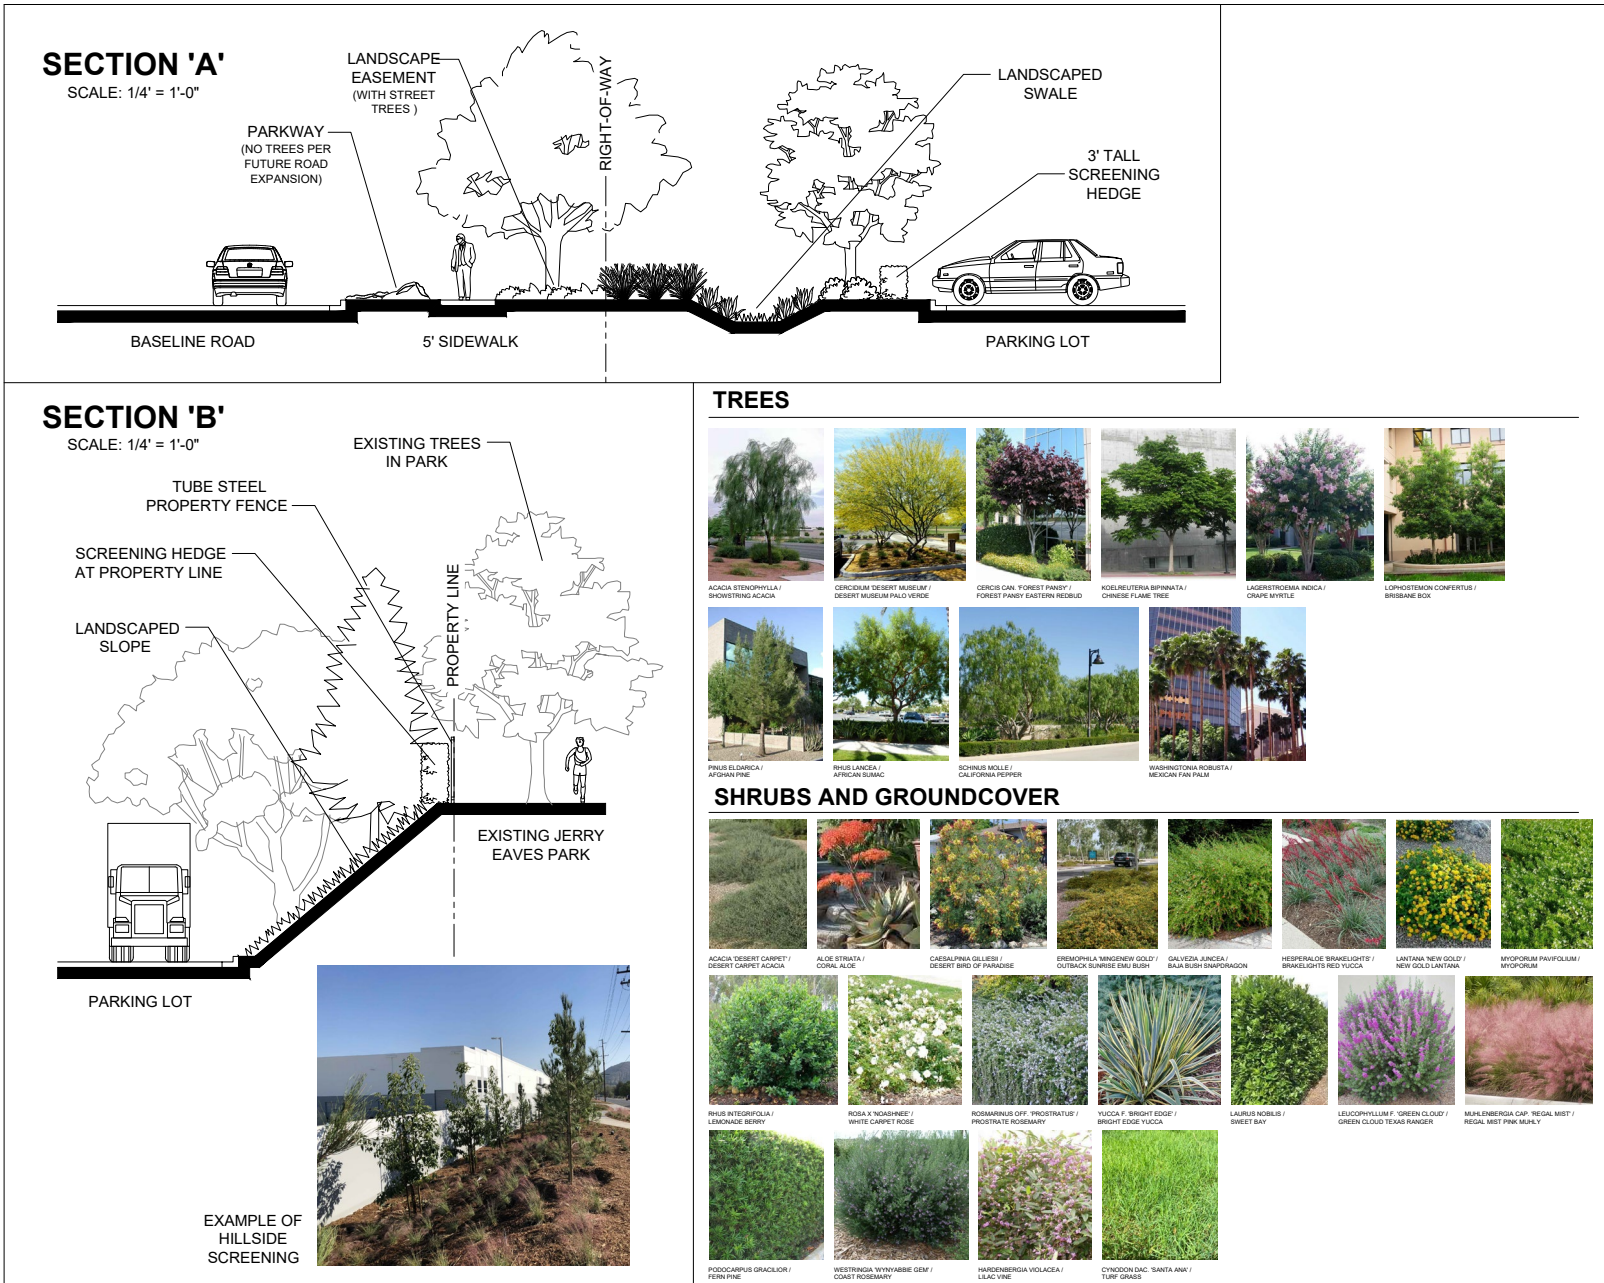 SECTION 'A'
SCALE: 1/4' = 1'-0"
LANDSCAPE
EASEMENT
(WITH STREET
TREES )
PARKWAY
(NO TREES PER
FUTURE ROAD
EXPANSION)
RIGHT-OF-WAY
LANDSCAPED
SWALE
3' TALL
SCREENING
HEDGE
BASELINE ROAD
5' SIDEWALK
PARKING LOT
SECTION 'B'
SCALE: 1/4' = 1'-0"
EXISTING TREES
IN PARK
TUBE STEEL
PROPERTY FENCE
SCREENING HEDGE
AT PROPERTY LINE
LANDSCAPED
SLOPE
PROPERTY LINE
EXISTING JERRY
EAVES PARK
PARKING LOT
EXAMPLE OF
HILLSIDE
SCREENING
TREES
ACACIA STENOPHYLLA /
SHOWSTRING ACACIA
CERCIDIUM 'DESERT MUSEUM' /
DESERT MUSEUM PALO VERDE
CERCIS CAN. 'FOREST PANSY' /
FOREST PANSY EASTERN REDBUD
KOELREUTERIA BIPINNATA /
CHINESE FLAME TREE
LAGERSTROEMIA INDICA /
CRAPE MYRTLE
LOPHOSTEMON CONFERTUS /
BRISBANE BOX
PINUS ELDARICA /
AFGHAN PINE
RHUS LANCEA /
AFRICAN SUMAC
SCHINUS MOLLE /
CALIFORNIA PEPPER
WASHINGTONIA ROBUSTA /
MEXICAN FAN PALM
SHRUBS AND GROUNDCOVER
ACACIA 'DESERT CARPET' /
DESERT CARPET ACACIA
ALOE STRIATA /
CORAL ALOE
CAESALPINIA GILLIESII /
DESERT BIRD OF PARADISE
EREMOPHILA 'MINGENEW GOLD' /
OUTBACK SUNRISE EMU BUSH
GALVEZIA JUNCEA /
BAJA BUSH SNAPDRAGON
HESPERALOE 'BRAKELIGHTS' /
BRAKELIGHTS RED YUCCA
LANTANA 'NEW GOLD' /
NEW GOLD LANTANA
MYOPORUM PAVIFOLIUM /
MYOPORUM
RHUS INTEGRIFOLIA /
LEMONADE BERRY
ROSA X 'NOASHNEE' /
WHITE CARPET ROSE
ROSMARINUS OFF. 'PROSTRATUS' /
PROSTRATE ROSEMARY
YUCCA F. 'BRIGHT EDGE' /
BRIGHT EDGE YUCCA
LAURUS NOBILIS /
SWEET BAY
LEUCOPHYLLUM F. 'GREEN CLOUD' /
GREEN CLOUD TEXAS RANGER
MUHLENBERGIA CAP. 'REGAL MIST' /
REGAL MIST PINK MUHLY
PODOCARPUS GRACILIOR /
FERN PINE
WESTRINGIA 'WYNYABBIE GEM' /
COAST ROSEMARY
HARDENBERGIA VIOLACEA /
LILAC VINE
CYNODON DAC. 'SANTA ANA' /
TURF GRASS